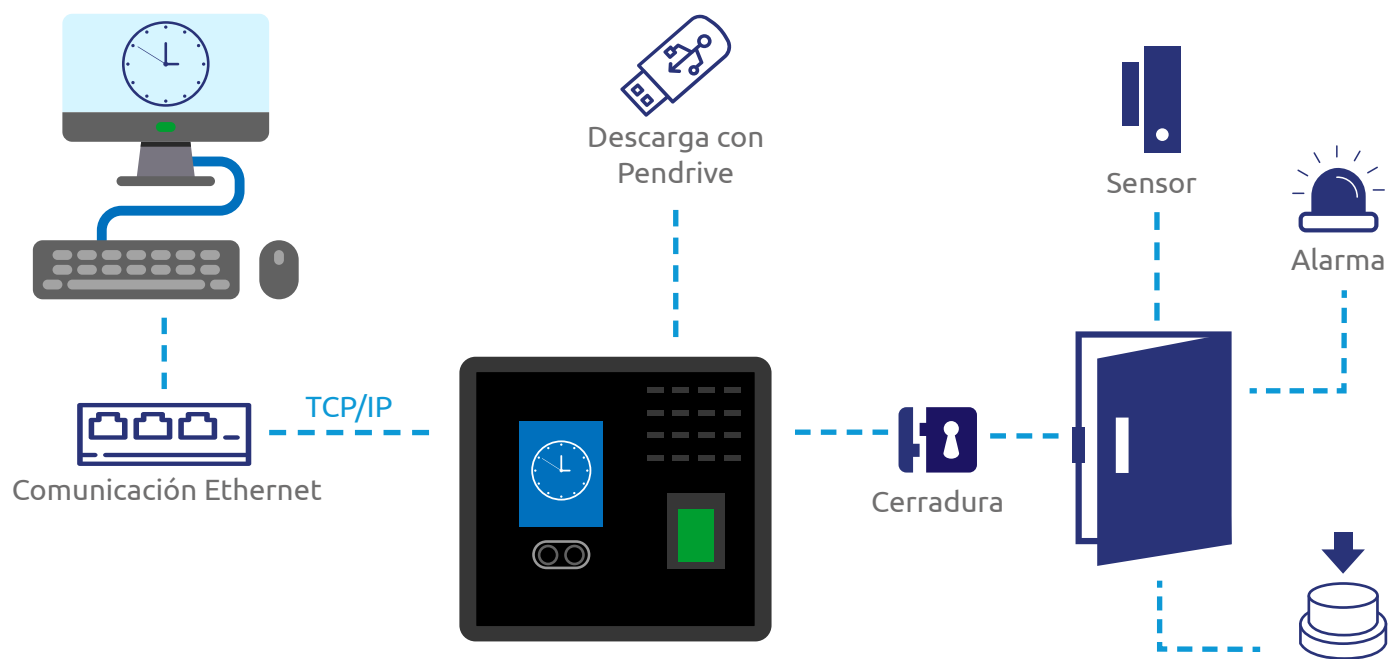 Descarga con
Pendrive
Sensor
Alarma
TCP/IP
Comunicación Ethernet
Cerradura